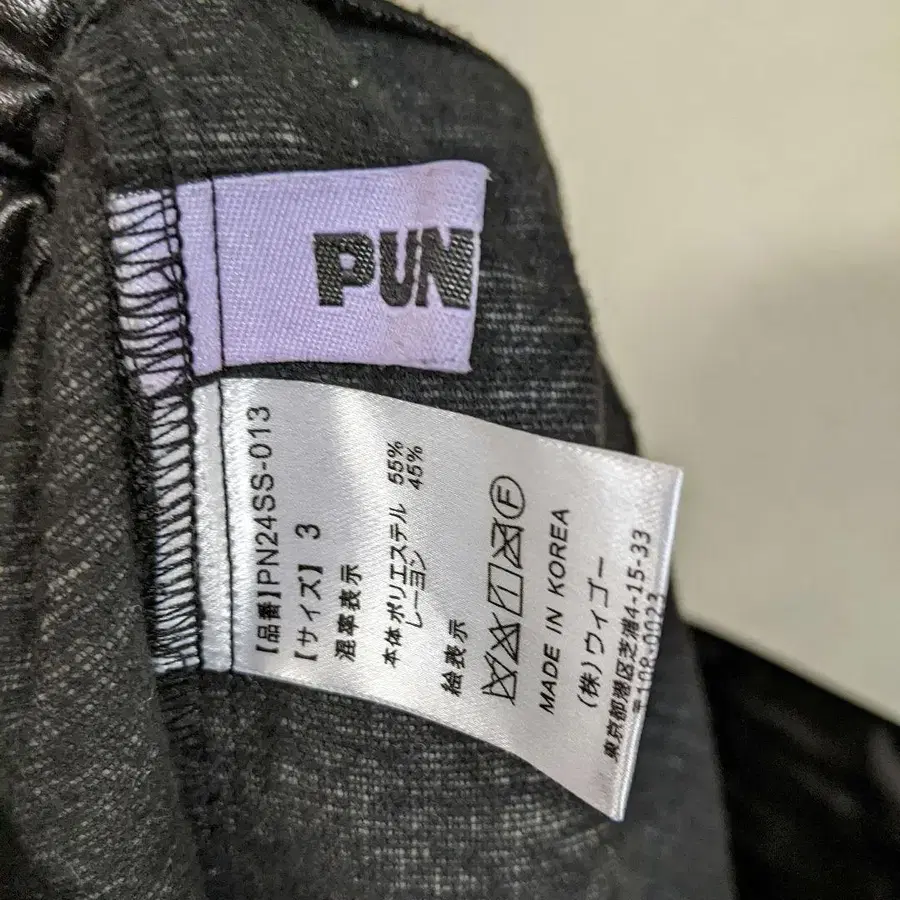 PUN
【品番】PN24SS-013
【サイズ】3
混率表示
本体ポリエステル 55%
レーヨン 45%
絵表示
F
MADE IN KOREA
(株)ウィゴー
東京都港区芝浦4-15-33
〒108-0023